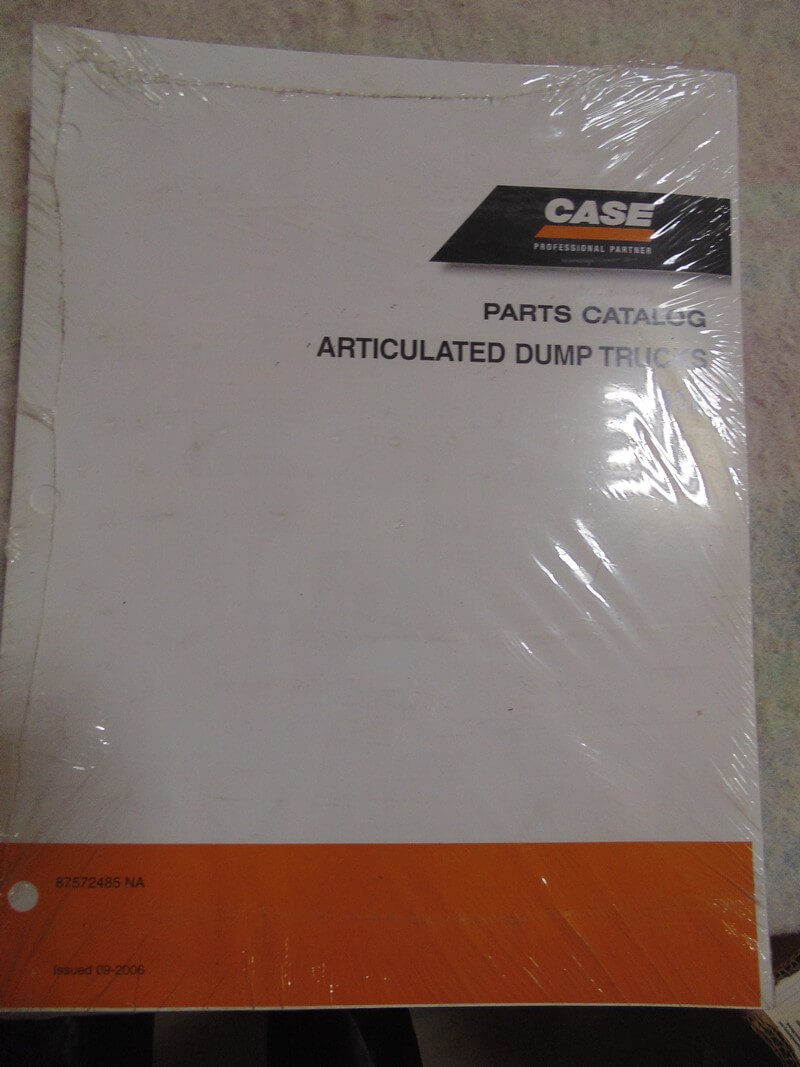 CASE
PROFESSIONAL PARTNER
PARTS CATALOG
ARTICULATED DUMP TRUCKS
87572485 NA
Issued 09-2006